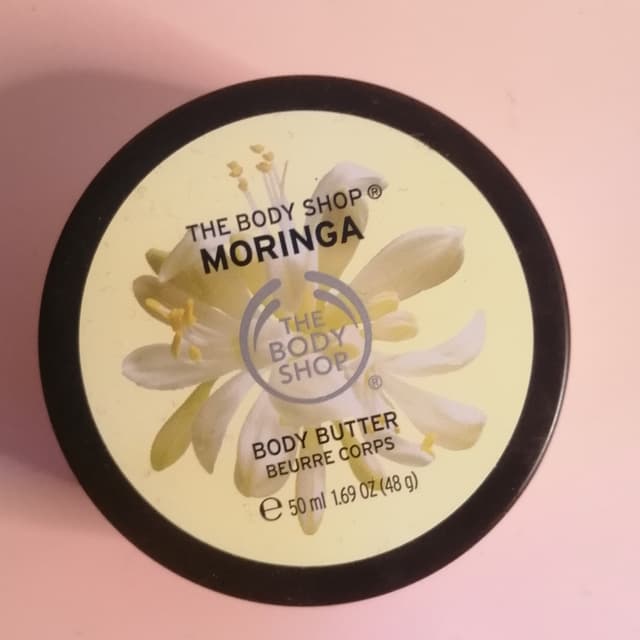 THE BODY SHOP®
MORINGA
THE
BODY
SHOP
®
BODY BUTTER
BEURRE CORPS
℮ 50 ml 1.69 OZ (48 g)